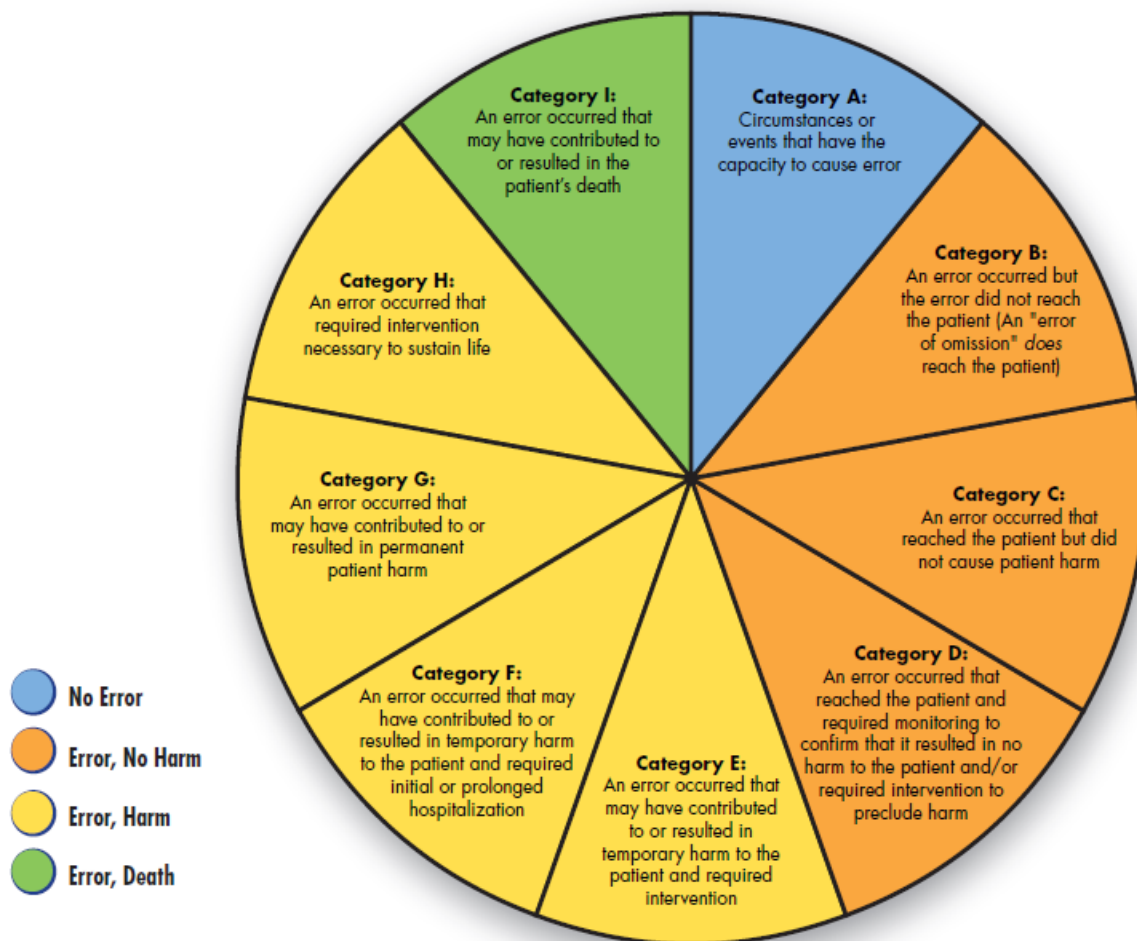 Category I:
An error occurred that
may have contributed to
or resulted in the
patient's death
Category A:
Circumstances or
events that have the
capacity to cause error
Category B:
An error occurred but
the error did not reach
the patient (An "error
of omission" does
reach the patient)
Category H:
An error occurred that
required intervention
necessary to sustain life
Category C:
An error occurred that
reached the patient but did
not cause patient harm
Category G:
An error occurred that
may have contributed to or
resulted in permanent
patient harm
Category D:
An error occurred that
reached the patient and
required monitoring to
confirm that it resulted in no
harm to the patient and/or
required intervention to
preclude harm
Category F:
An error occurred that may
have contributed to or
resulted in temporary harm
to the patient and required
initial or prolonged
hospitalization
Category E:
An error occurred that
may have contributed
to or resulted in
temporary harm to the
patient and required
intervention
No Error
Error, No Harm
Error, Harm
Error, Death